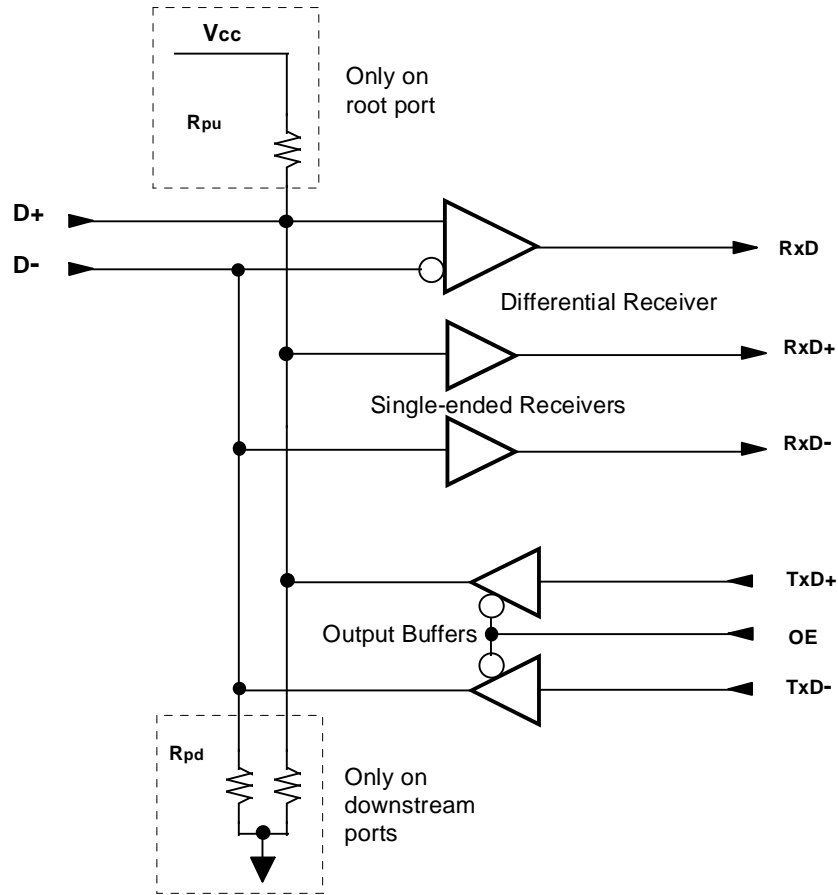 Vcc
Only on
root port
Rpu
D+
D-
RxD
Differential Receiver
RxD+
Single-ended Receivers
RxD-
TxD+
Output Buffers
OE
TxD-
Rpd
Only on
downstream
ports